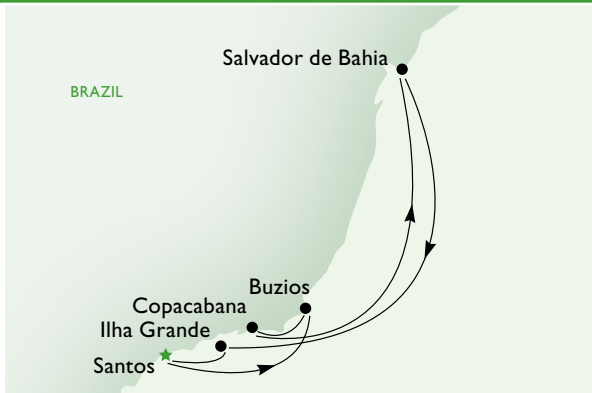 Salvador de Bahia
BRAZIL
Buzios
Copacabana
Ilha Grande
Santos